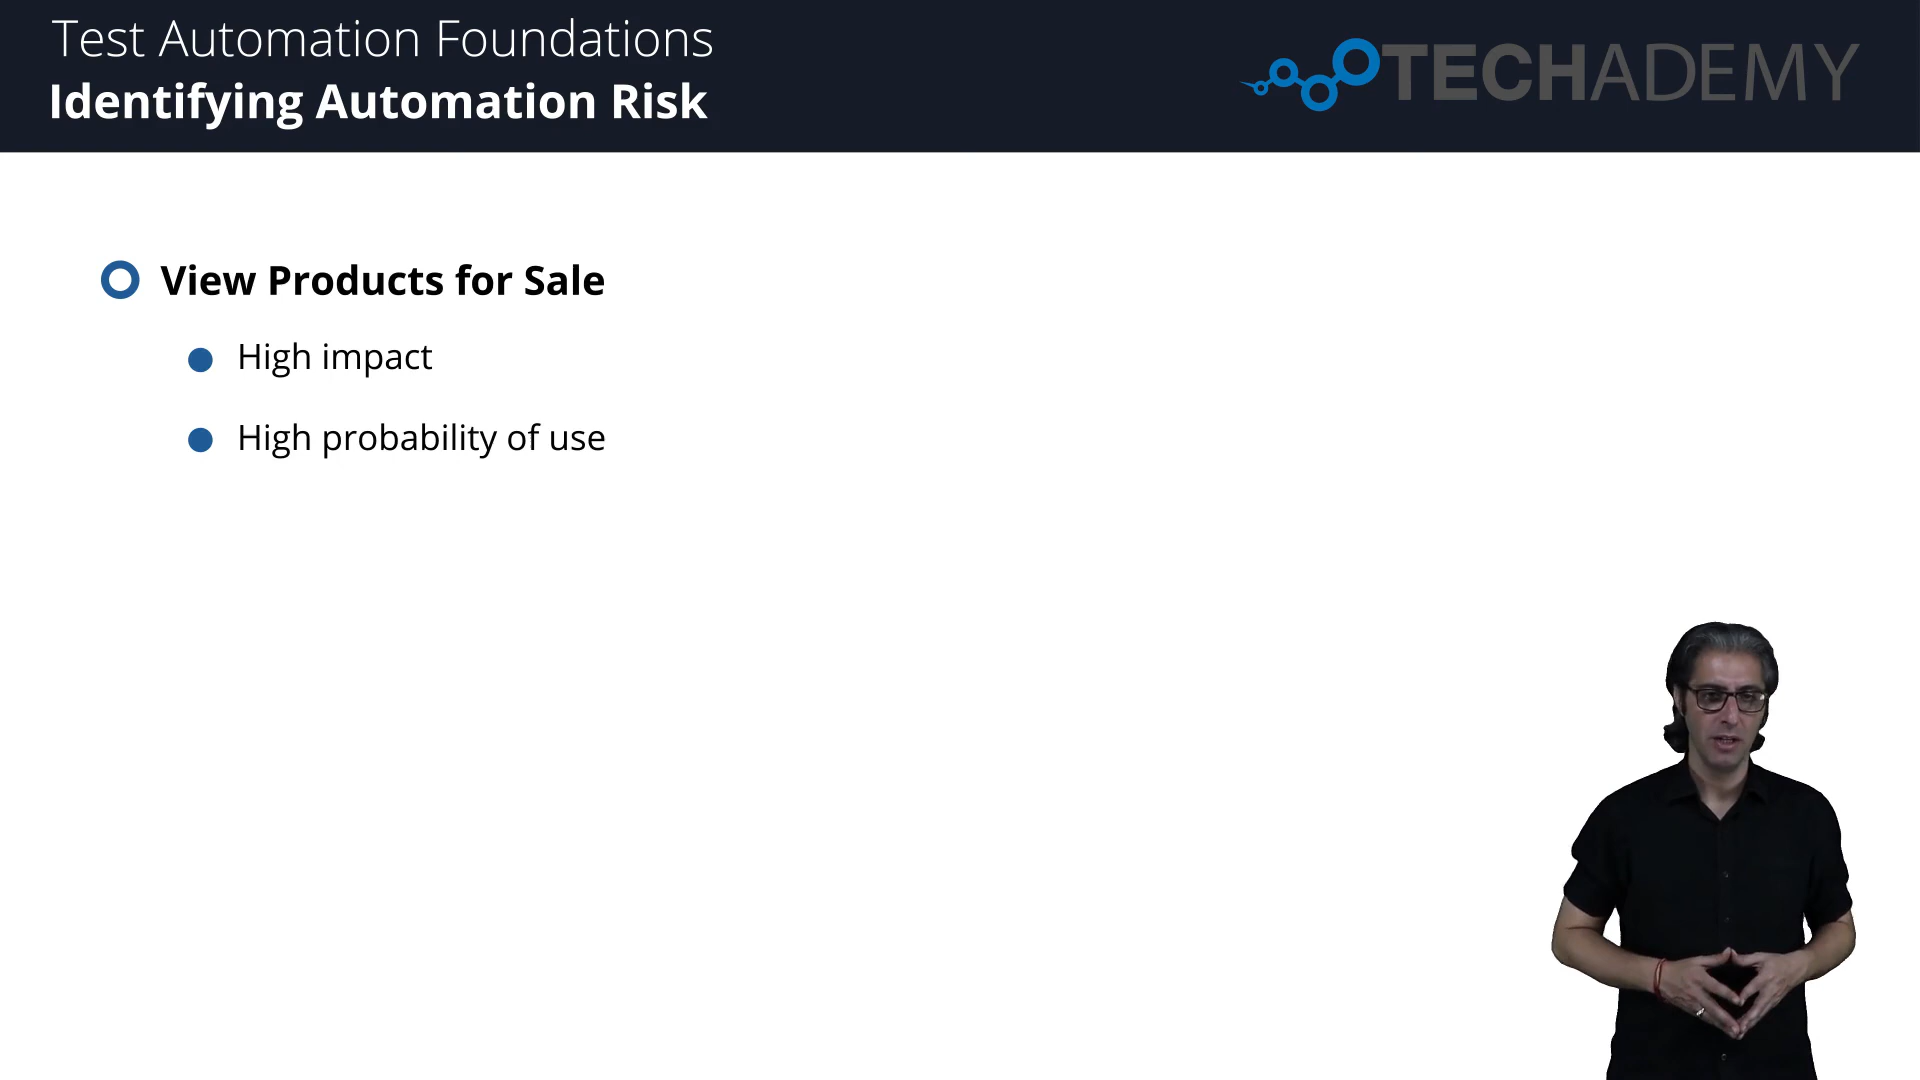 Test Automation Foundations
Identifying Automation Risk
TECHADEMY
View Products for Sale
High impact
High probability of use